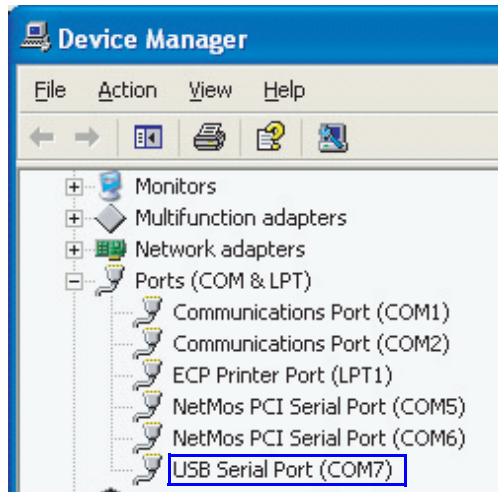 Device Manager
File Action View Help
Monitors
Multifunction adapters
Network adapters
Ports (COM & LPT)
Communications Port (COM1)
Communications Port (COM2)
ECP Printer Port (LPT1)
NetMos PCI Serial Port (COM5)
NetMos PCI Serial Port (COM6)
USB Serial Port (COM7)